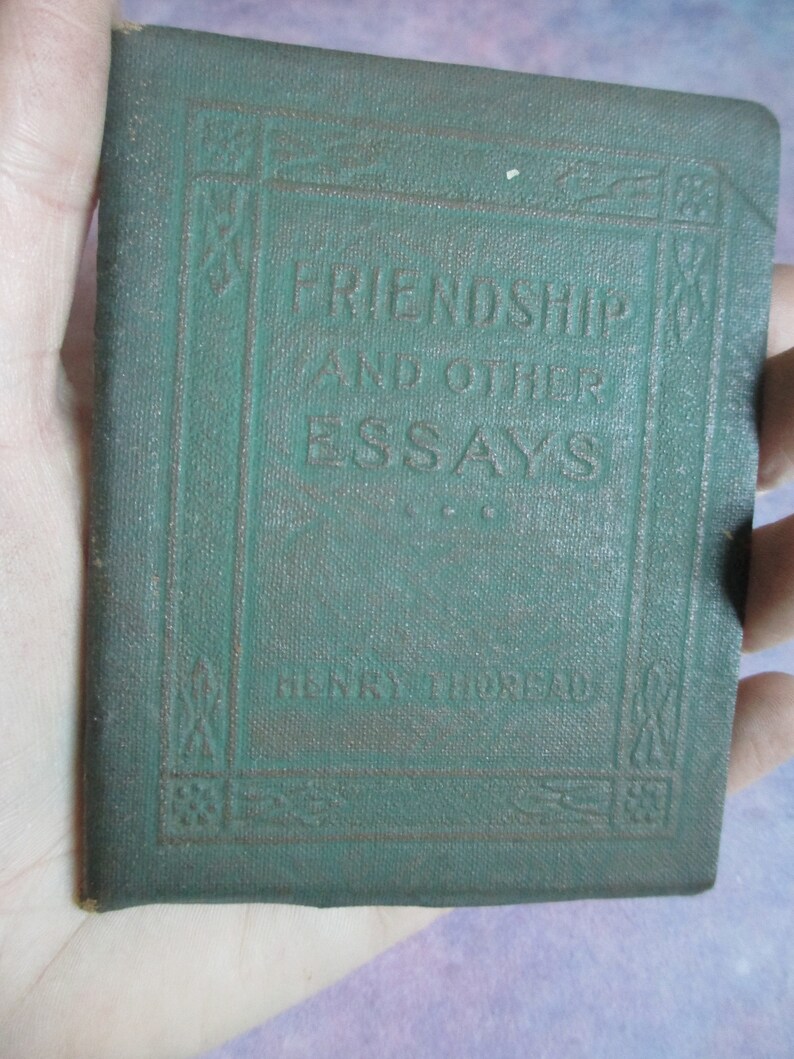 FRIENDSHIP
AND OTHER
ESSAYS
HENRY THOREAU